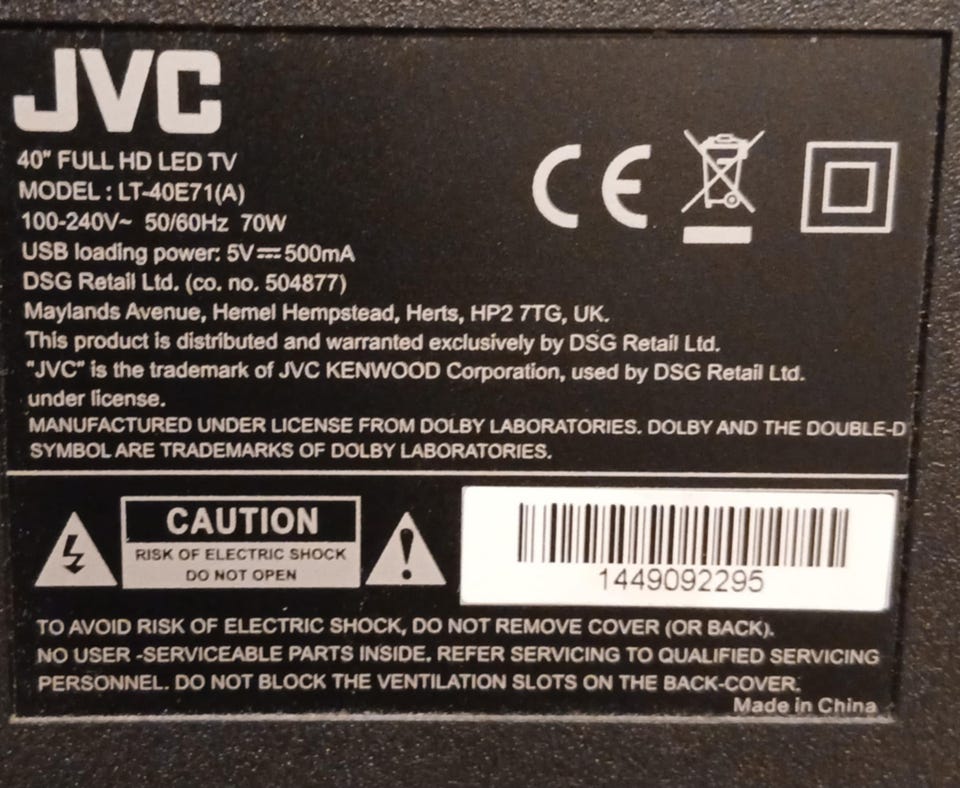 JVC
40" FULL HD LED TV
MODEL : LT-40E71(A)
100-240V~ 50/60Hz 70W
USB loading power: 5V⎓500mA
DSG Retail Ltd. (co. no. 504877)
Maylands Avenue, Hemel Hempstead, Herts, HP2 7TG, UK.
This product is distributed and warranted exclusively by DSG Retail Ltd.
"JVC" is the trademark of JVC KENWOOD Corporation, used by DSG Retail Ltd.
under license.
MANUFACTURED UNDER LICENSE FROM DOLBY LABORATORIES. DOLBY AND THE DOUBLE-D
SYMBOL ARE TRADEMARKS OF DOLBY LABORATORIES.
CE
CAUTION
RISK OF ELECTRIC SHOCK
DO NOT OPEN
1449092295
TO AVOID RISK OF ELECTRIC SHOCK, DO NOT REMOVE COVER (OR BACK).
NO USER -SERVICEABLE PARTS INSIDE. REFER SERVICING TO QUALIFIED SERVICING
PERSONNEL. DO NOT BLOCK THE VENTILATION SLOTS ON THE BACK-COVER.
Made in China